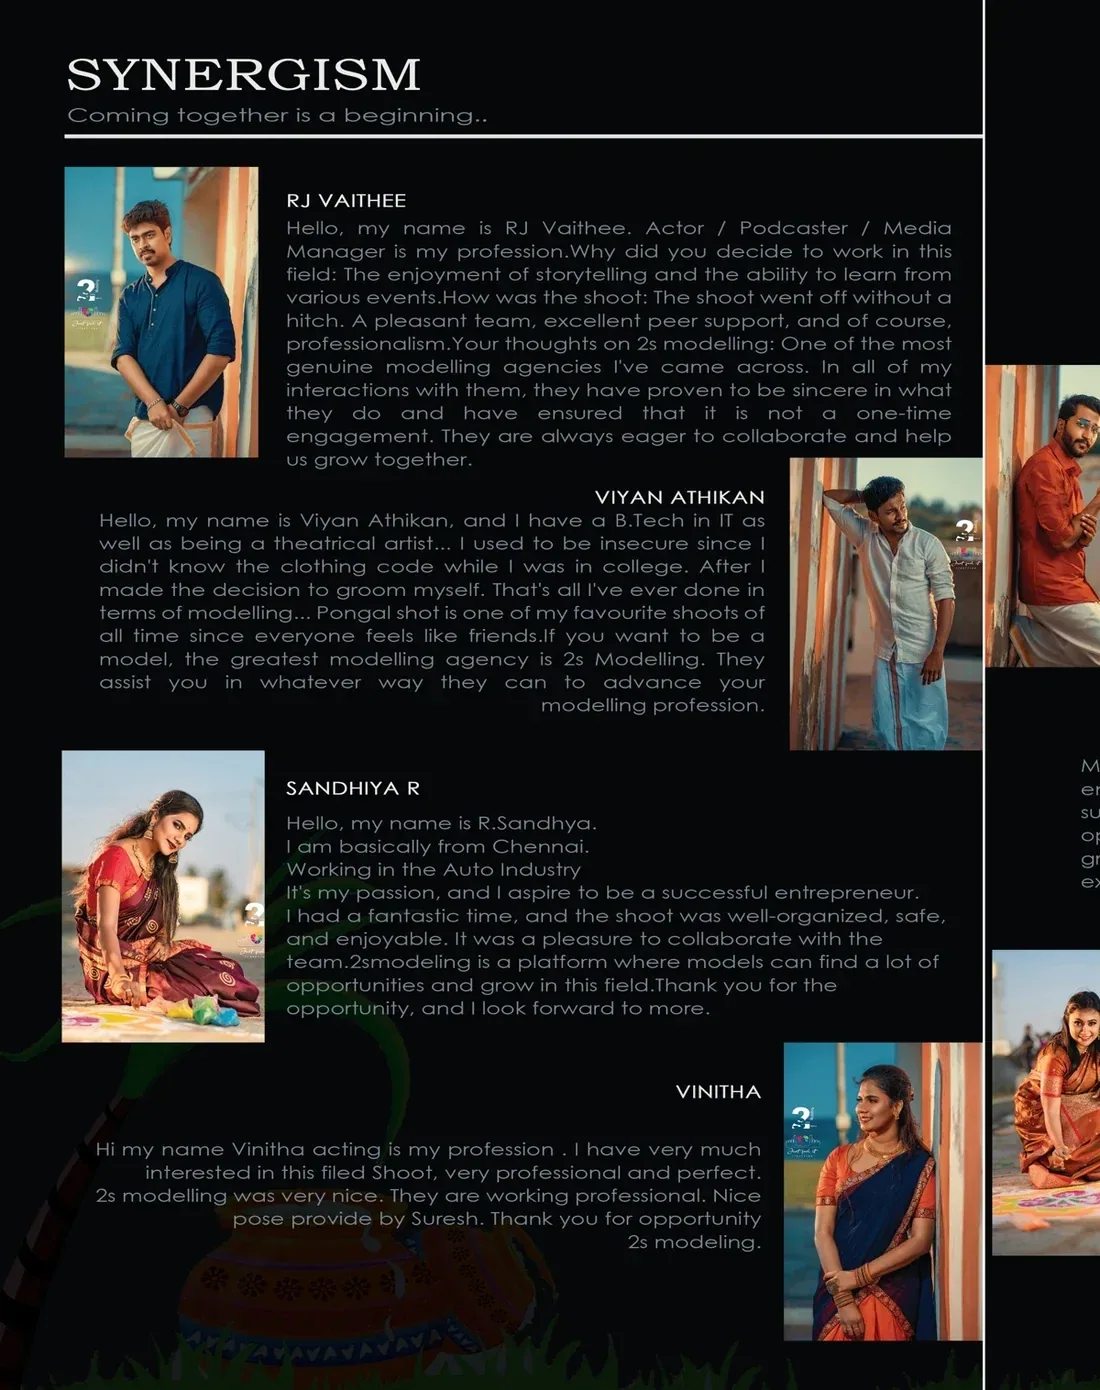 SYNERGISM
Coming together is a beginning..
RJ VAITHEE
Hello, my name is RJ Vaithee. Actor / Podcaster / Media
Manager is my profession.Why did you decide to work in this
field: The enjoyment of storytelling and the ability to learn from
various events.How was the shoot: The shoot went off without a
hitch. A pleasant team, excellent peer support, and of course,
professionalism.Your thoughts on 2s modelling: One of the most
genuine modelling agencies I've came across. In all of my
interactions with them, they have proven to be sincere in what
they do and have ensured that it is not a one-time
engagement. They are always eager to collaborate and help
us grow together.
VIYAN ATHIKAN
Hello, my name is Viyan Athikan, and I have a B.Tech in IT as
well as being a theatrical artist... I used to be insecure since I
didn't know the clothing code while I was in college. After I
made the decision to groom myself. That's all I've ever done in
terms of modelling... Pongal shot is one of my favourite shoots of
all time since everyone feels like friends.If you want to be a
model, the greatest modelling agency is 2s Modelling. They
assist you in whatever way they can to advance your
modelling profession.
SANDHIYA R
Hello, my name is R.Sandhya.
I am basically from Chennai.
Working in the Auto Industry
It's my passion, and I aspire to be a successful entrepreneur.
I had a fantastic time, and the shoot was well-organized, safe,
and enjoyable. It was a pleasure to collaborate with the
team.2smodeling is a platform where models can find a lot of
opportunities and grow in this field.Thank you for the
opportunity, and I look forward to more.
VINITHA
Hi my name Vinitha acting is my profession . I have very much
interested in this filed Shoot, very professional and perfect.
2s modelling was very nice. They are working professional. Nice
pose provide by Suresh. Thank you for opportunity
2s modeling.
M
er
su
op
gr
ex